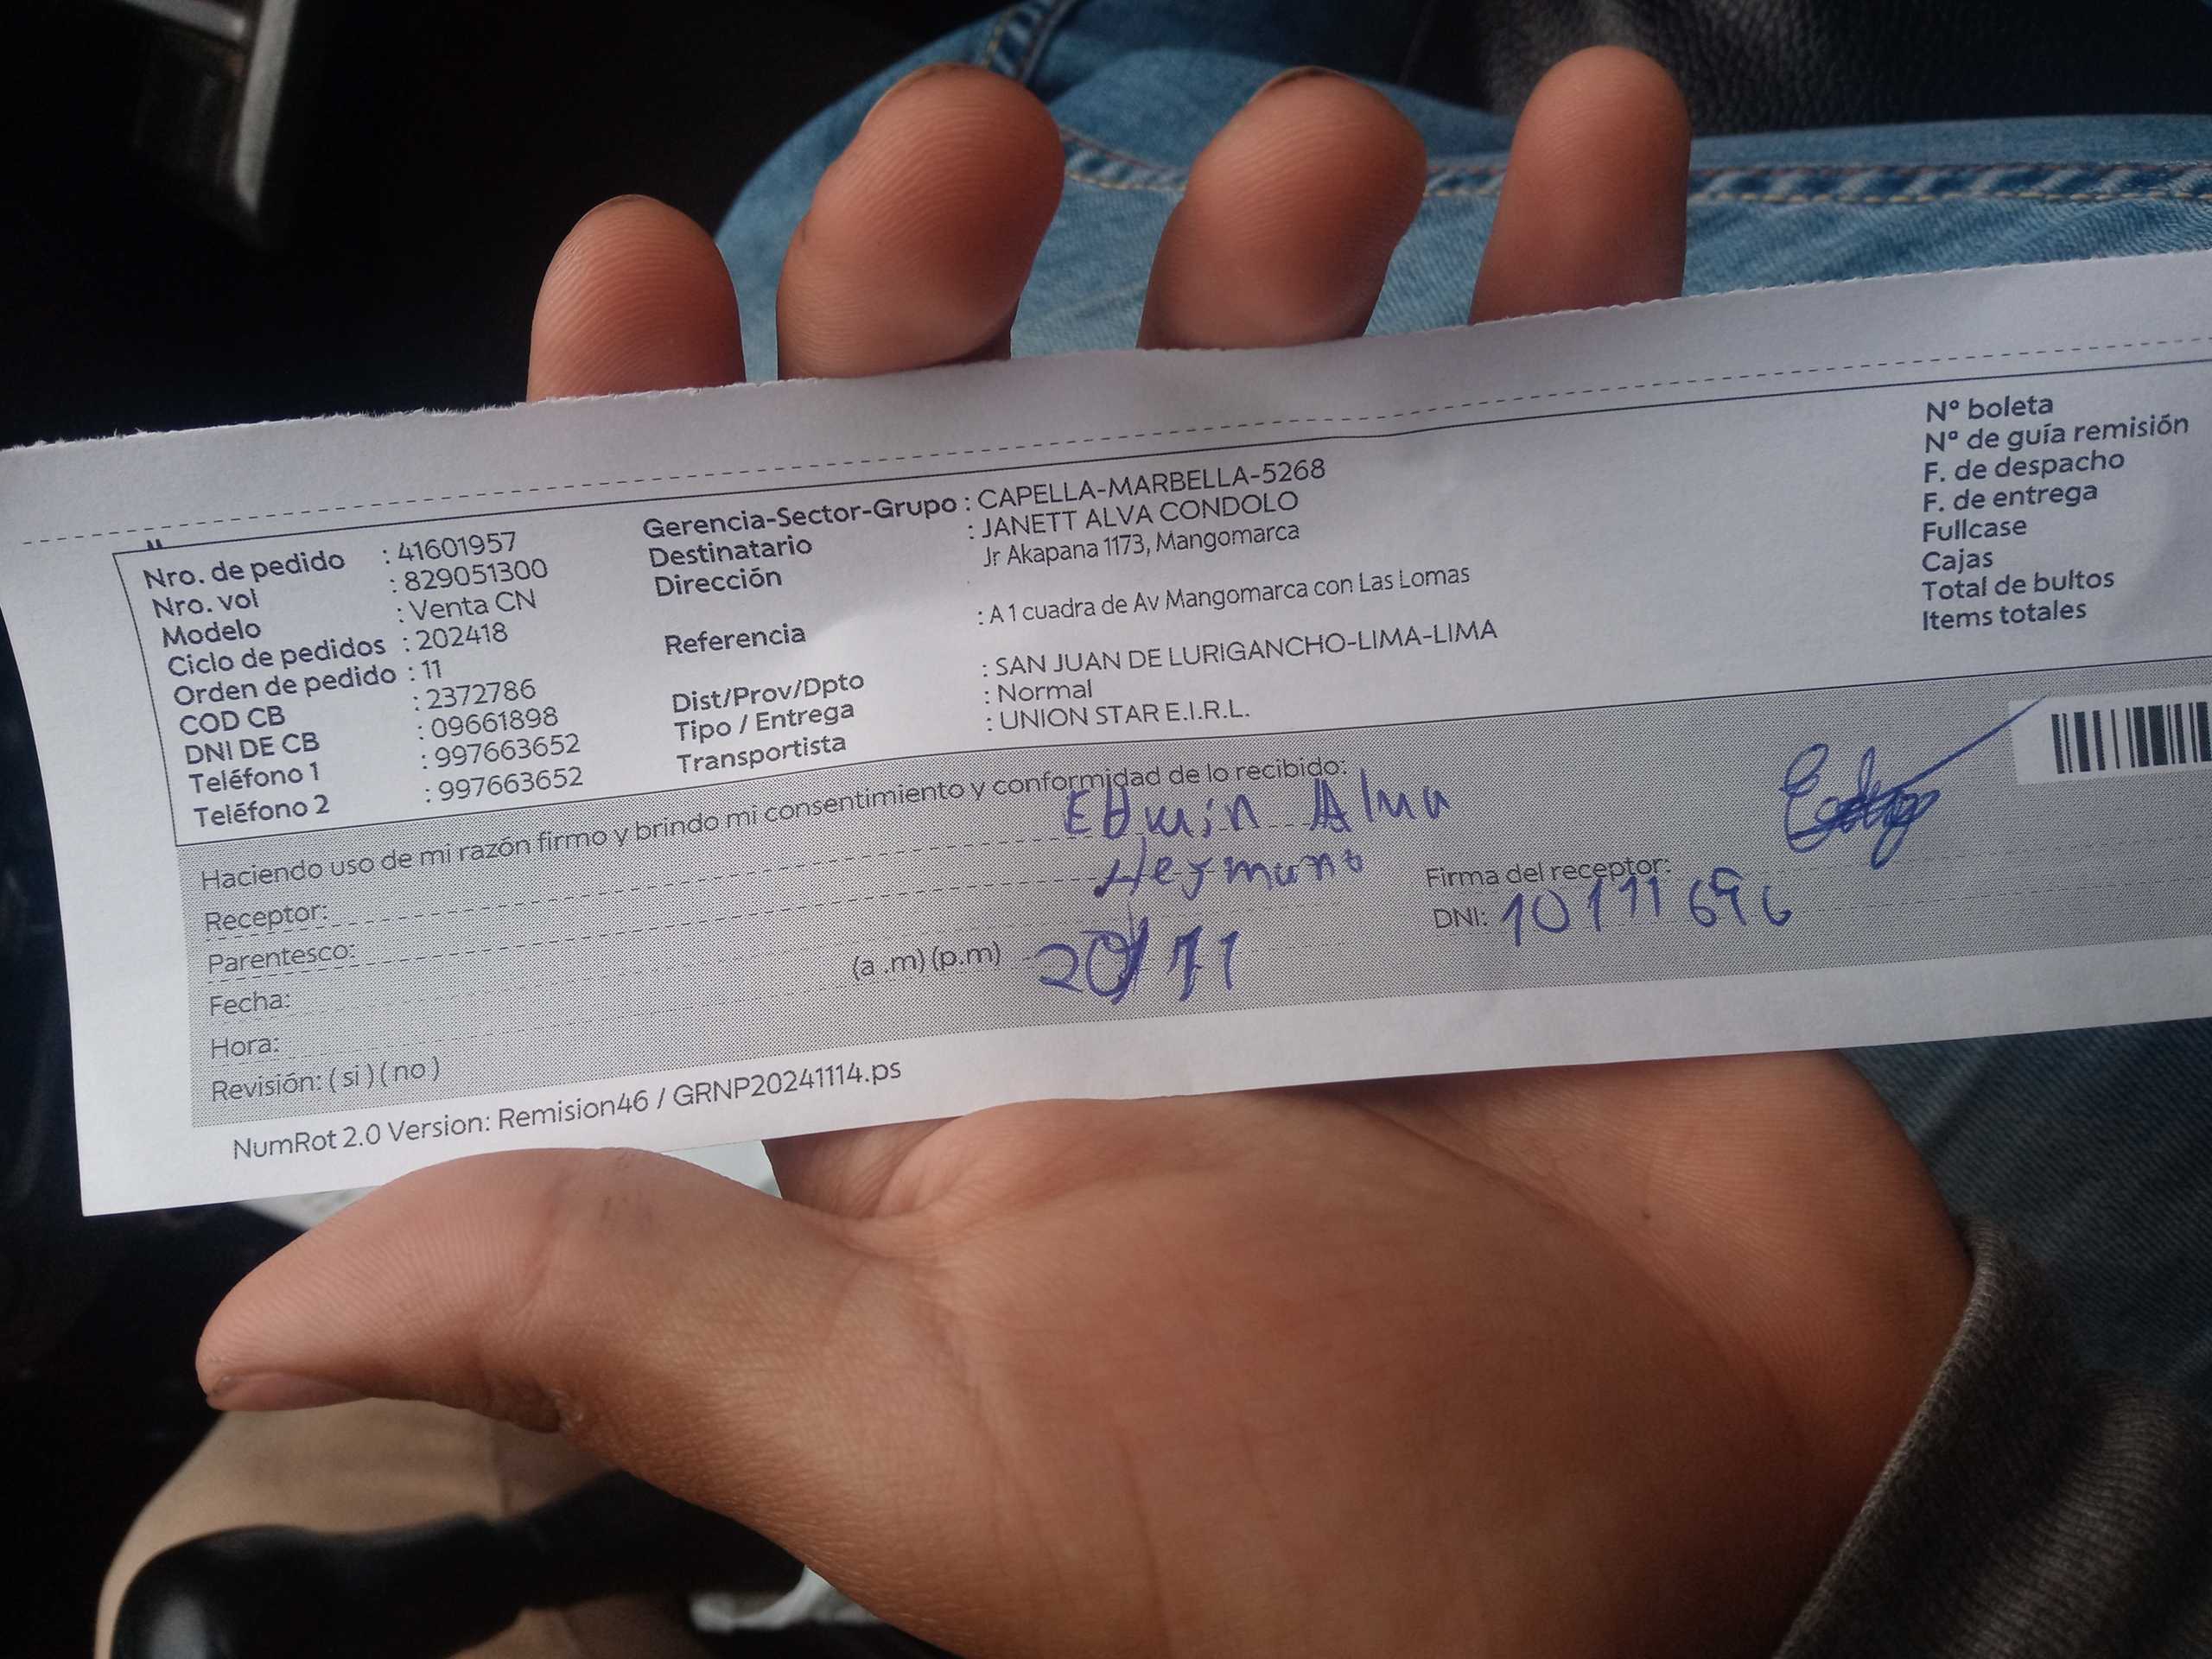 Nro. de pedido : 41601957
Nro. vol : 829051300
Modelo : Venta CN
Ciclo de pedidos : 202418
Orden de pedido : 11
COD CB : 2372786
DNI DE CB : 09661898
Teléfono 1 : 997663652
Teléfono 2 : 997663652
Gerencia-Sector-Grupo : CAPELLA-MARBELLA-5268
Destinatario : JANETT ALVA CONDOLO
Dirección Jr Akapana 1173, Mangomarca
Referencia : A 1 cuadra de Av Mangomarca con Las Lomas
Dist/Prov/Dpto : SAN JUAN DE LURIGANCHO-LIMA-LIMA
Tipo / Entrega : Normal
Transportista : UNION STAR E.I.R.L.
Nº boleta
Nº de guía remisión
F. de despacho
F. de entrega
Fullcase
Cajas
Total de bultos
Items totales
Haciendo uso de mi razón firmo y brindo mi consentimiento y conformidad de lo recibido:
Receptor: Edwin Alva
Parentesco: Hermano
Fecha:
Hora: (a .m) (p.m) 20/11
Revisión: ( si ) ( no )
Firma del receptor:
DNI: 10111696
NumRot 2.0 Version: Remision46 / GRNP20241114.ps